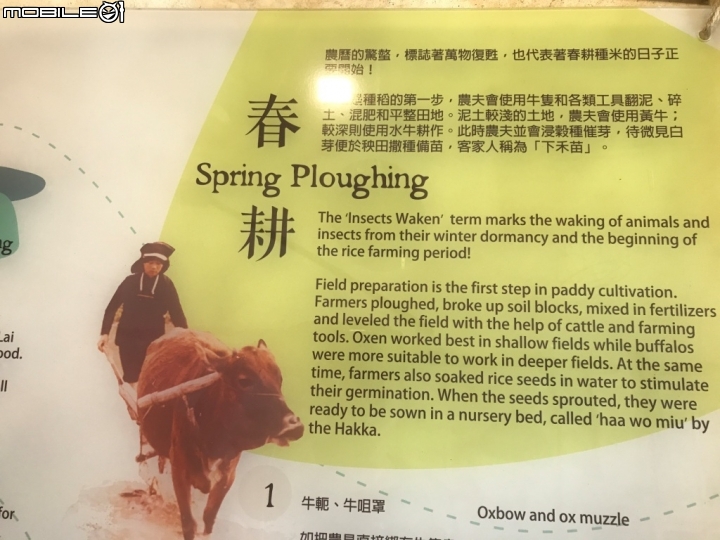 MOBILE01
農曆的驚蟄，標誌著萬物復甦，也代表著春耕種米的日子正
開始！
種稻的第一步，農夫會使用牛隻和各類工具翻泥、碎
土、混肥和平整田地。泥土較淺的土地，農夫會使用黃牛；
較深則使用水牛耕作。此時農夫並會浸穀種催芽，待微見白
芽便於秧田撒種備苗，客家人稱為「下禾苗」。
春
Spring Ploughing
耕
The 'Insects Waken' term marks the waking of animals and
insects from their winter dormancy and the beginning of
the rice farming period!
Field preparation is the first step in paddy cultivation.
Farmers ploughed, broke up soil blocks, mixed in fertilizers
and leveled the field with the help of cattle and farming
tools. Oxen worked best in shallow fields while buffalos
were more suitable to work in deeper fields. At the same
time, farmers also soaked rice seeds in water to stimulate
their germination. When the seeds sprouted, they were
ready to be sown in a nursery bed, called 'haa wo miu' by
the Hakka.
1
牛軛、牛咀罩
Oxbow and ox muzzle
for